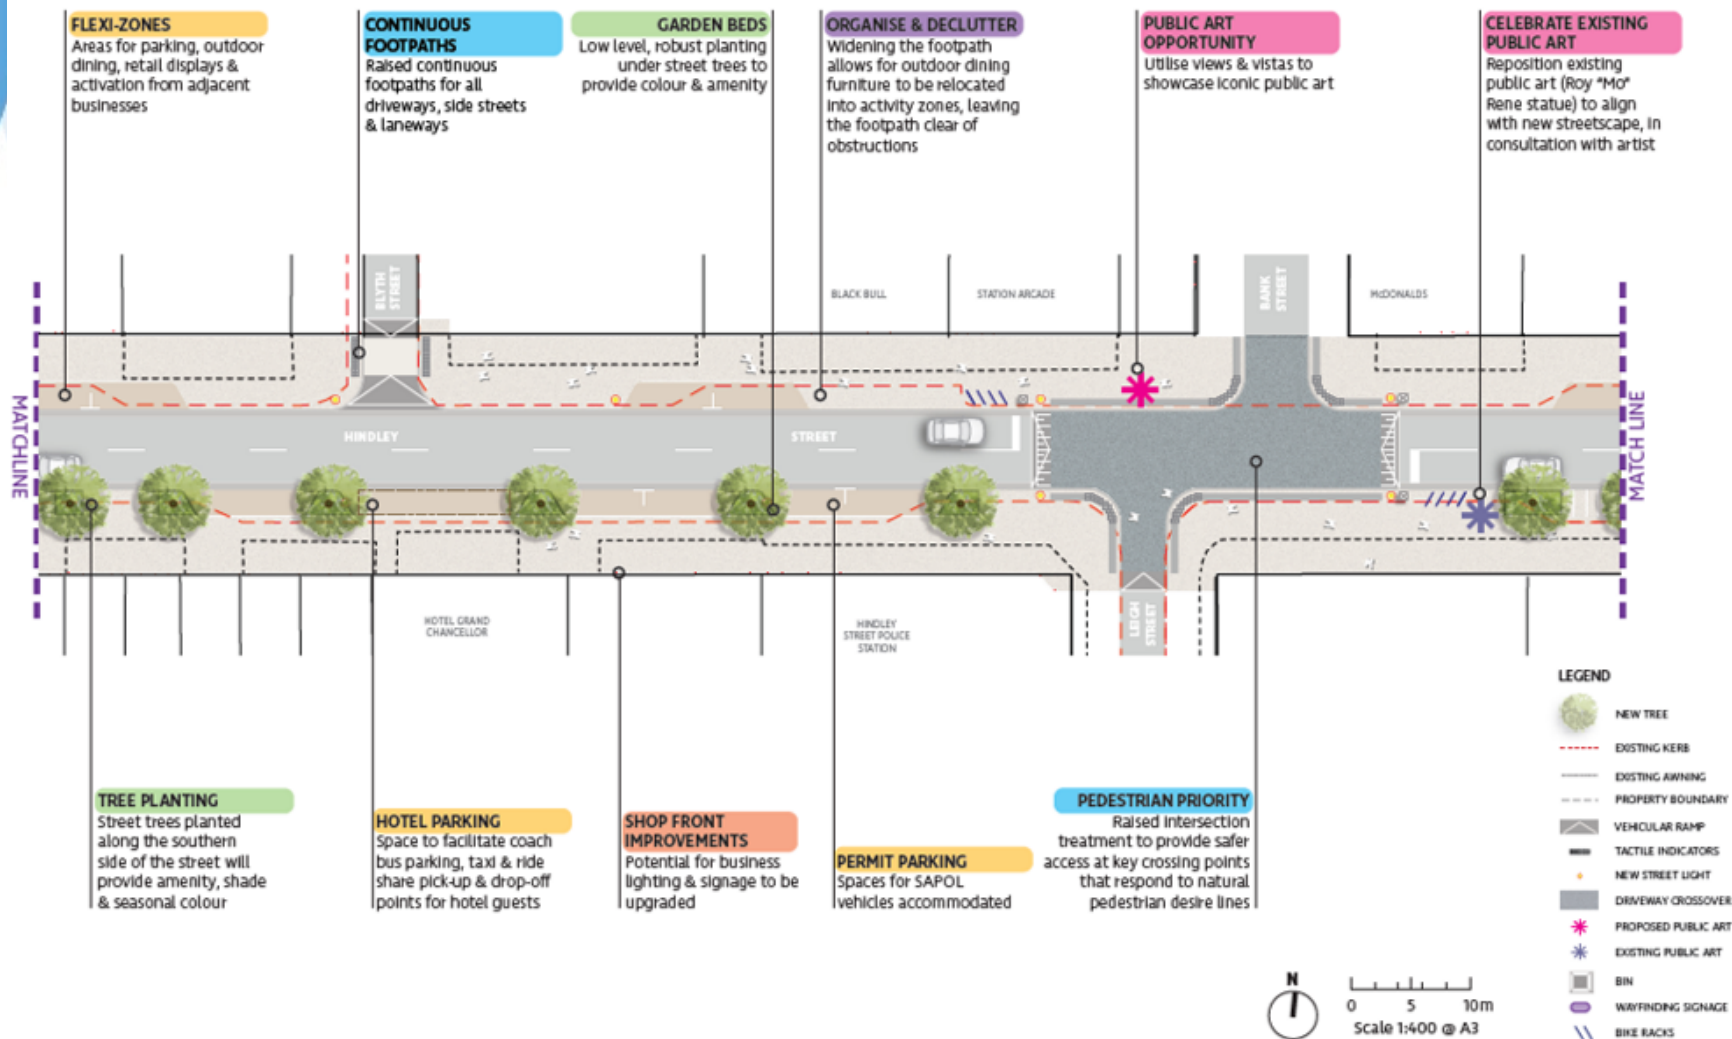 FLEXI-ZONES
Areas for parking, outdoor
dining, retail displays &
activation from adjacent
businesses
CONTINUOUS
FOOTPATHS
Raised continuous
footpaths for all
driveways, side streets
& laneways
GARDEN BEDS
Low level, robust planting
under street trees to
provide colour & amenity
ORGANISE & DECLUTTER
Widening the footpath
allows for outdoor dining
furniture to be relocated
into activity zones, leaving
the footpath clear of
obstructions
PUBLIC ART
OPPORTUNITY
Utilise views & vistas to
showcase iconic public art
CELEBRATE EXISTING
PUBLIC ART
Reposition existing
public art (Roy "Mo"
Rene statue) to align
with new streetscape, in
consultation with artist
BLYTH
STREET
BLACK BULL
STATION ARCADE
BANK
STREET
McDONALDS
MATCHLINE
HINDLEY
STREET
MATCH LINE
HOTEL GRAND
CHANCELLOR
HINDLEY
STREET POLICE
STATION
LEIGH
STREET
TREE PLANTING
Street trees planted
along the southern
side of the street will
provide amenity, shade
& seasonal colour
HOTEL PARKING
Space to facilitate coach
bus parking, taxi & ride
share pick-up & drop-off
points for hotel guests
SHOP FRONT
IMPROVEMENTS
Potential for business
lighting & signage to be
upgraded
PERMIT PARKING
Spaces for SAPOL
vehicles accommodated
PEDESTRIAN PRIORITY
Raised intersection
treatment to provide safer
access at key crossing points
that respond to natural
pedestrian desire lines
LEGEND
NEW TREE
EXISTING KERB
EXISTING AWNING
PROPERTY BOUNDARY
VEHICULAR RAMP
TACTILE INDICATORS
NEW STREET LIGHT
DRIVEWAY CROSSOVER
PROPOSED PUBLIC ART
EXISTING PUBLIC ART
BIN
WAYFINDING SIGNAGE
BIKE RACKS
N
0 5 10m
Scale 1:400 @ A3